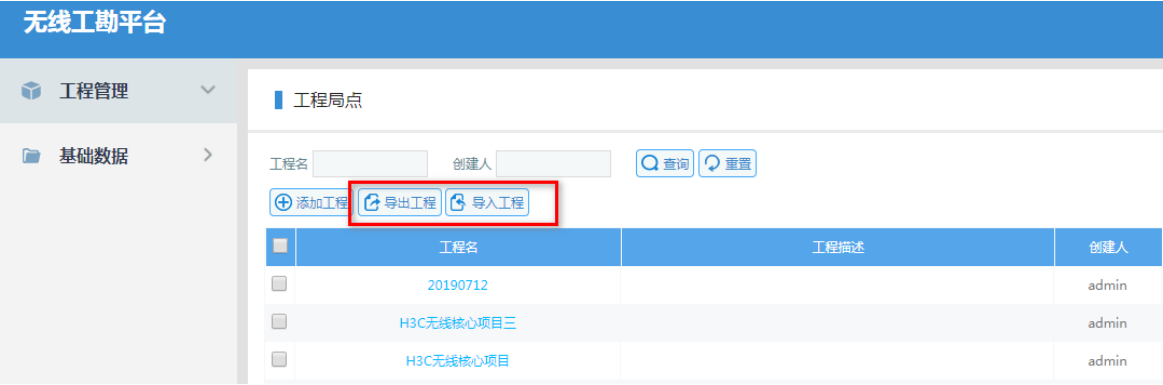 无线工勘平台
工程管理
基础数据
工程局点
工程名 创建人 查询 重置
添加工程 导出工程 导入工程
工程名 工程描述 创建人
20190712 admin
H3C无线核心项目三 admin
H3C无线核心项目 admin